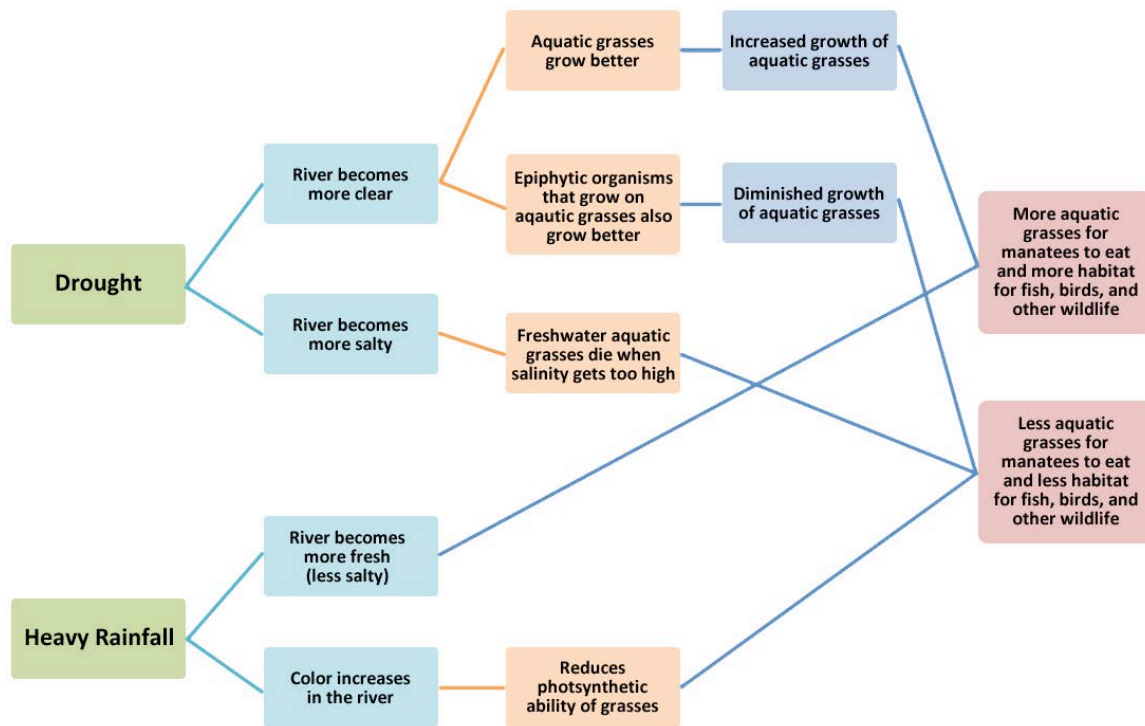 Aquatic grasses
grow better
Increased growth of
aquatic grasses
River becomes
more clear
Epiphytic organisms
that grow on
aqautic grasses also
grow better
Diminished growth
of aquatic grasses
More aquatic
grasses for
manatees to eat
and more habitat
for fish, birds, and
other wildlife
Drought
River becomes
more salty
Freshwater aquatic
grasses die when
salinity gets too high
Less aquatic
grasses for
manatees to eat
and less habitat
for fish, birds, and
other wildlife
River becomes
more fresh
(less salty)
Heavy Rainfall
Color increases
in the river
Reduces
photsynthetic
ability of grasses